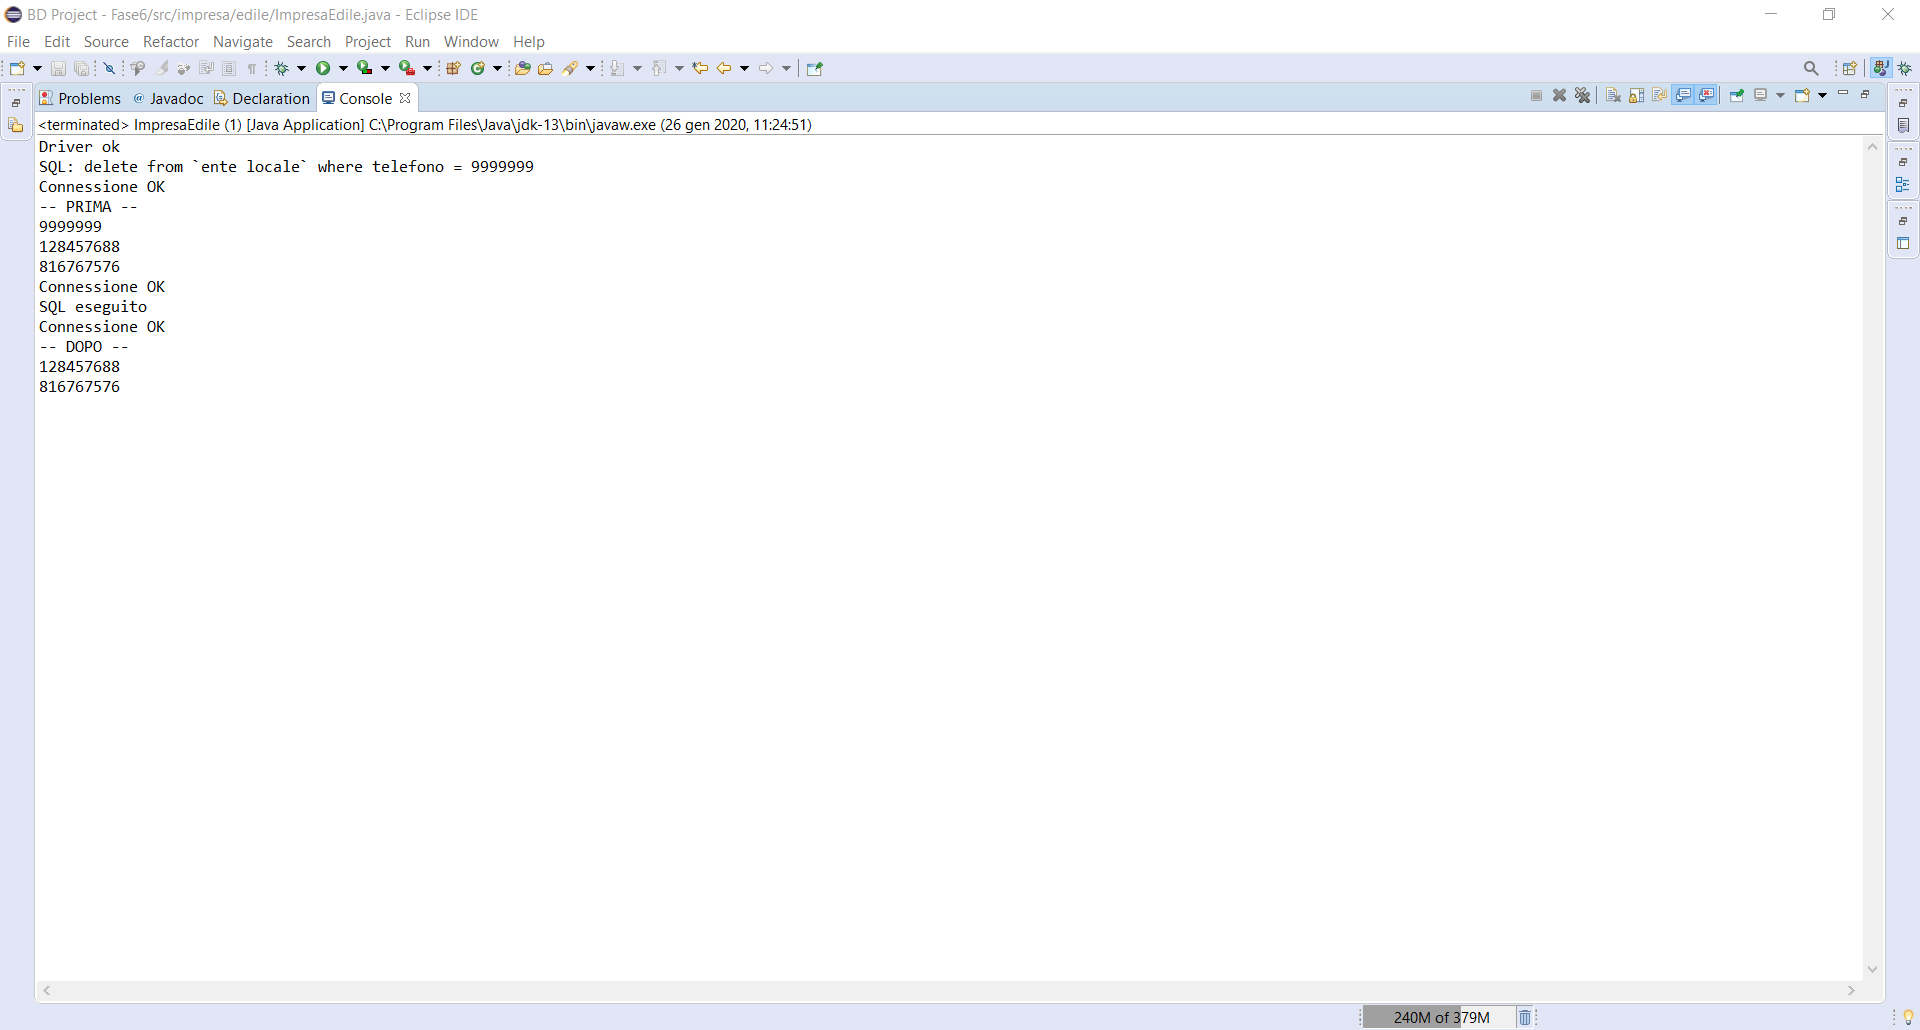 BD Project - Fase6/src/impresa/edile/ImpresaEdile.java - Eclipse IDE
File Edit Source Refactor Navigate Search Project Run Window Help
Problems @ Javadoc Declaration Console
<terminated> ImpresaEdile (1) [Java Application] C:\Program Files\Java\jdk-13\bin\javaw.exe (26 gen 2020, 11:24:51)
Driver ok
SQL: delete from `ente locale` where telefono = 9999999
Connessione OK
-- PRIMA --
9999999
128457688
816767576
Connessione OK
SQL eseguito
Connessione OK
-- DOPO --
128457688
816767576
240M of 379M